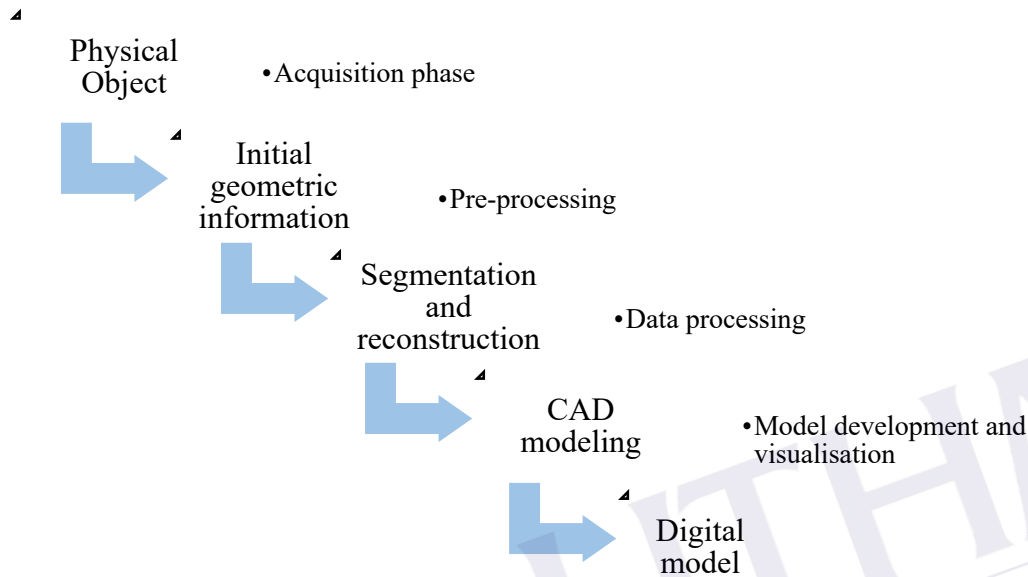 Physical
Object
•Acquisition phase
Initial
geometric
information
•Pre-processing
Segmentation
and
reconstruction
•Data processing
CAD
modeling
•Model development and
visualisation
Digital
model